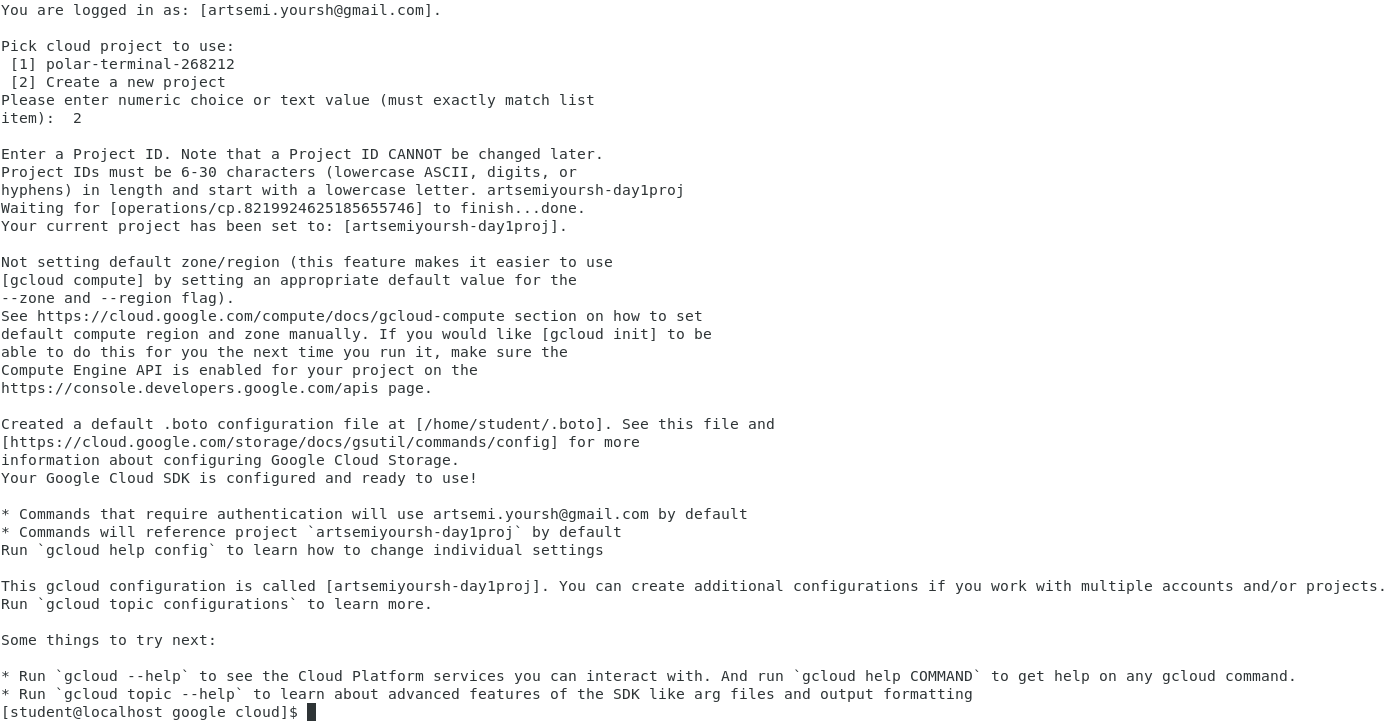 You are logged in as: [artsemi.yoursh@gmail.com].
Pick cloud project to use:
[1] polar-terminal-268212
[2] Create a new project
Please enter numeric choice or text value (must exactly match list
item):  2
Enter a Project ID. Note that a Project ID CANNOT be changed later.
Project IDs must be 6-30 characters (lowercase ASCII, digits, or
hyphens) in length and start with a lowercase letter. artsemiyoursh-day1proj
Waiting for [operations/cp.8219924625185655746] to finish...done.
Your current project has been set to: [artsemiyoursh-day1proj].
Not setting default zone/region (this feature makes it easier to use
[gcloud compute] by setting an appropriate default value for the
--zone and --region flag).
See https://cloud.google.com/compute/docs/gcloud-compute section on how to set
default compute region and zone manually. If you would like [gcloud init] to be
able to do this for you the next time you run it, make sure the
Compute Engine API is enabled for your project on the
https://console.developers.google.com/apis page.
Created a default .boto configuration file at [/home/student/.boto]. See this file and
[https://cloud.google.com/storage/docs/gsutil/commands/config] for more
information about configuring Google Cloud Storage.
Your Google Cloud SDK is configured and ready to use!
* Commands that require authentication will use artsemi.yoursh@gmail.com by default
* Commands will reference project `artsemiyoursh-day1proj` by default
Run `gcloud help config` to learn how to change individual settings
This gcloud configuration is called [artsemiyoursh-day1proj]. You can create additional configurations if you work with multiple accounts and/or projects.
Run `gcloud topic configurations` to learn more.
Some things to try next:
* Run `gcloud --help` to see the Cloud Platform services you can interact with. And run `gcloud help COMMAND` to get help on any gcloud command.
* Run `gcloud topic --help` to learn about advanced features of the SDK like arg files and output formatting
[student@localhost google cloud]$